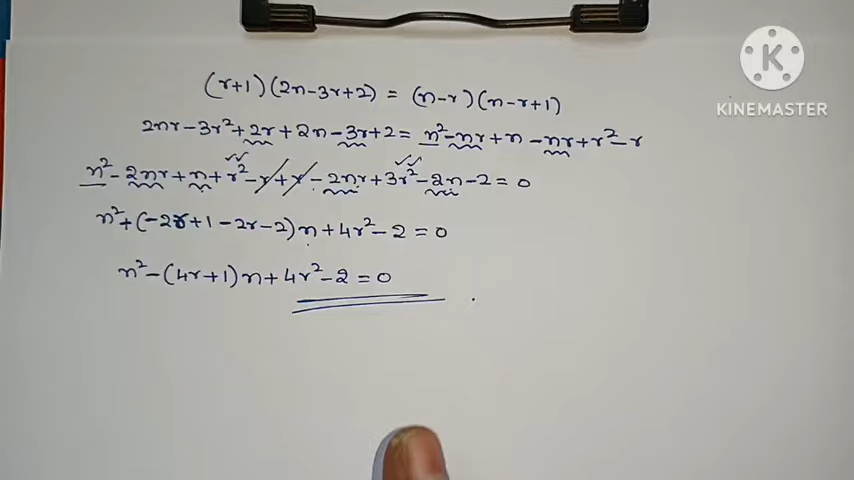 (r+1)(2n-3r+2) = (n-r)(n-r+1)
2nr-3r²+2r+2n-3r+2 = n²-nr+n-nr+r²-r
n²-2nr+n+r²-r+r-2nr+3r²-2n-2=0
n²+(-2r+1-2r-2)n+4r²-2=0
n²-(4r+1)n+4r²-2=0
KINEMASTER